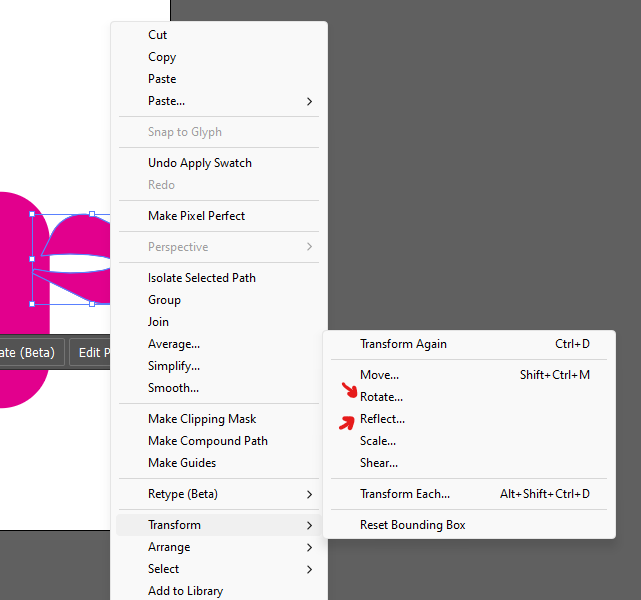 Cut
Copy
Paste
Paste...
Snap to Glyph
Undo Apply Swatch
Redo
Make Pixel Perfect
Perspective
Isolate Selected Path
Group
Join
Average...
Simplify...
Smooth...
Make Clipping Mask
Make Compound Path
Make Guides
Retype (Beta)
Transform
Arrange
Select
Add to Library
ate (Beta)
Edit P
Transform Again Ctrl+D
Move... Shift+Ctrl+M
Rotate...
Reflect...
Scale...
Shear...
Transform Each... Alt+Shift+Ctrl+D
Reset Bounding Box